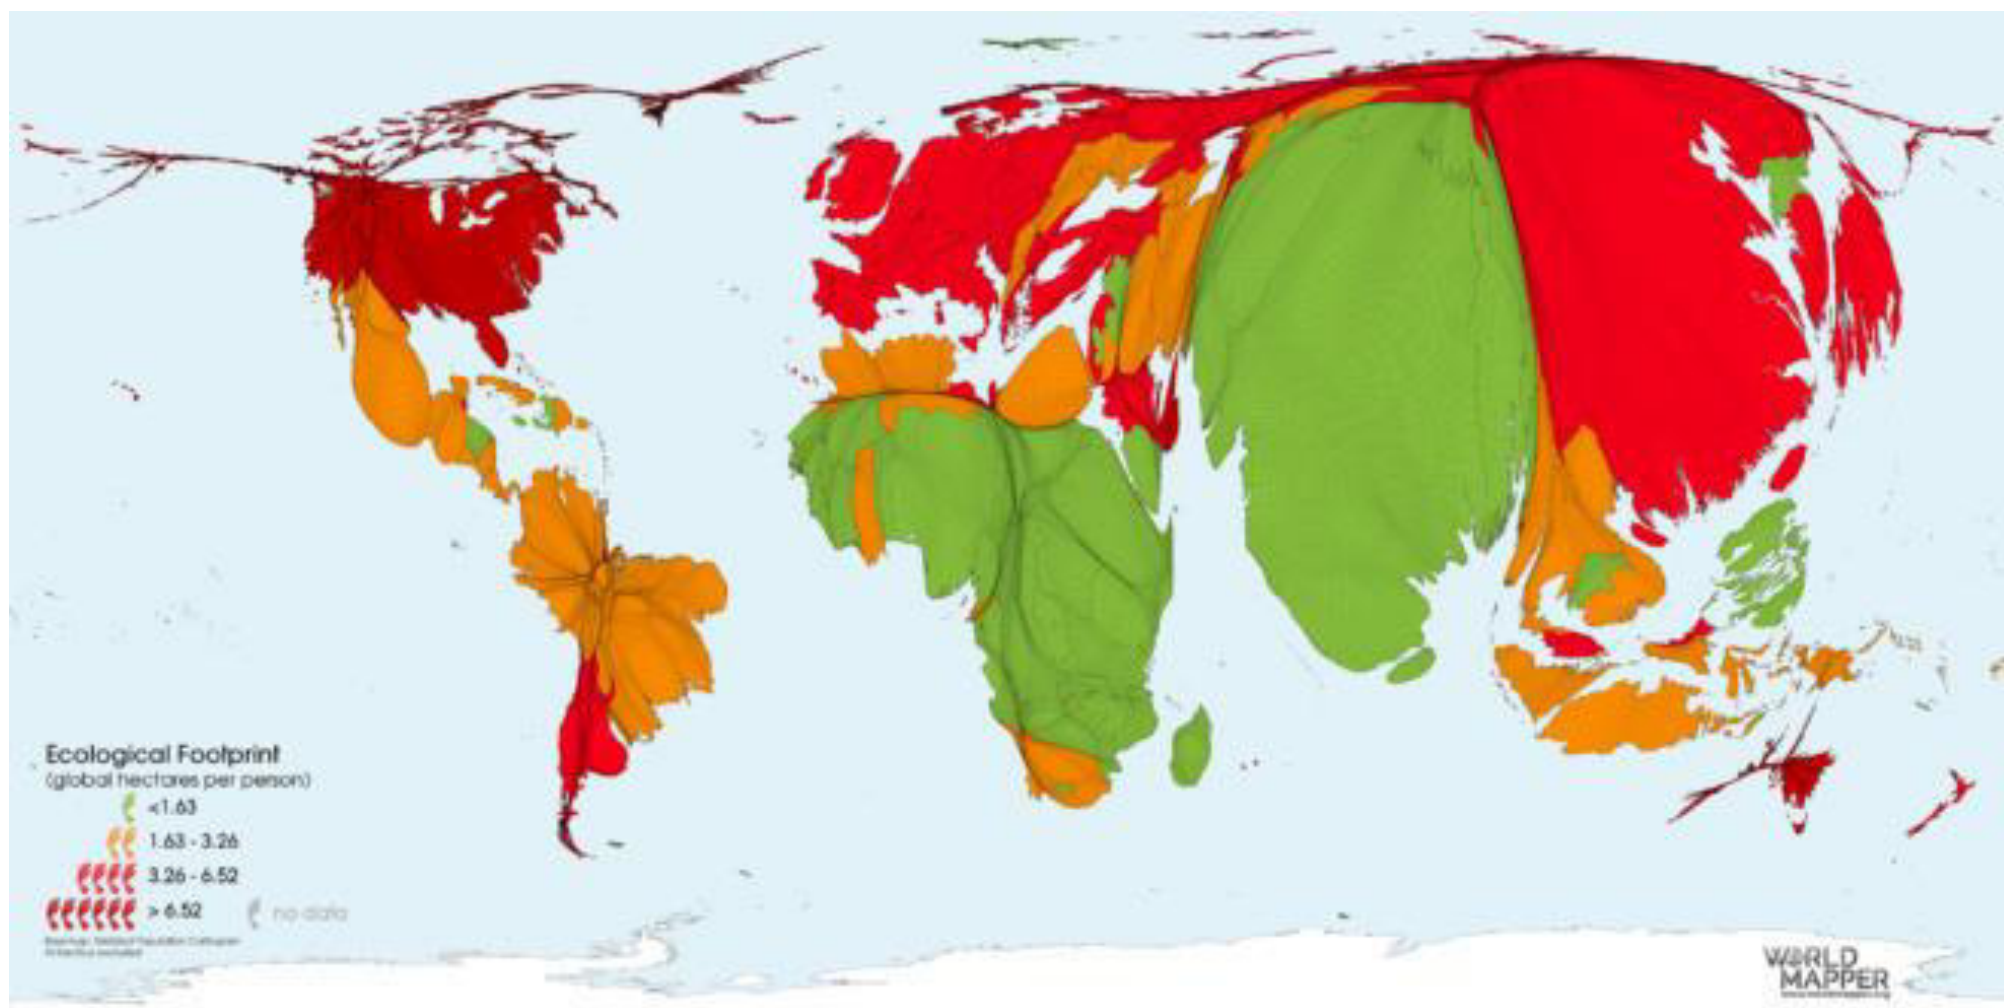 Ecological Footprint
(global hectares per person)
<1.63
1.63 - 3.26
3.26 - 6.52
> 6.52
no data
WORLD
MAPPER